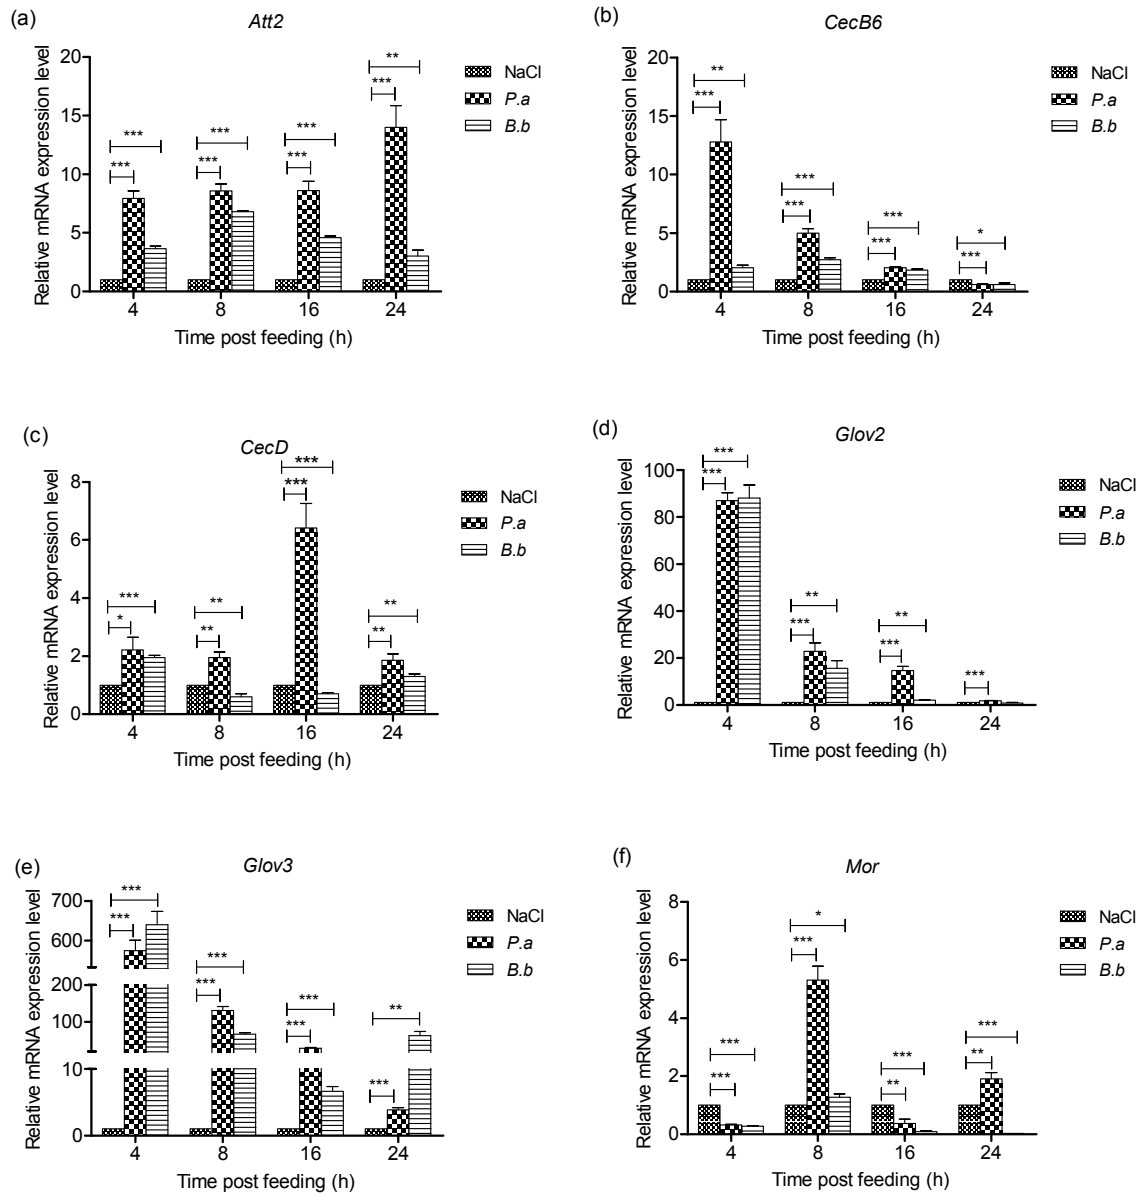 (a)
Att2
Relative mRNA expression level
20
15
10
5
0
***
***
***
***
***
***
**
***
4 8 16 24
Time post feeding (h)
NaCl
P.a
B.b
(b)
CecB6
Relative mRNA expression level
20
15
10
5
0
**
***
***
***
***
***
*
***
4 8 16 24
Time post feeding (h)
NaCl
P.a
B.b
(c)
CecD
Relative mRNA expression level
8
6
4
2
0
***
*
**
**
***
***
**
**
4 8 16 24
Time post feeding (h)
NaCl
P.a
B.b
(d)
Glov2
Relative mRNA expression level
100
80
60
40
20
0
***
***
**
***
**
***
***
4 8 16 24
Time post feeding (h)
NaCl
P.a
B.b
(e)
Glov3
Relative mRNA expression level
700
600
200
100
10
0
***
***
***
***
***
***
**
***
4 8 16 24
Time post feeding (h)
NaCl
P.a
B.b
(f)
Mor
Relative mRNA expression level
8
6
4
2
0
***
***
*
***
***
**
***
**
4 8 16 24
Time post feeding (h)
NaCl
P.a
B.b